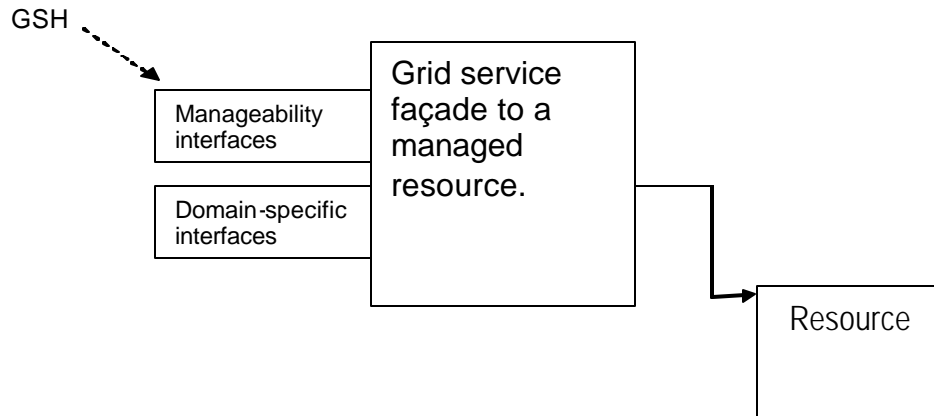 GSH
Manageability
interfaces
Domain-specific
interfaces
Grid service
façade to a
managed
resource.
Resource